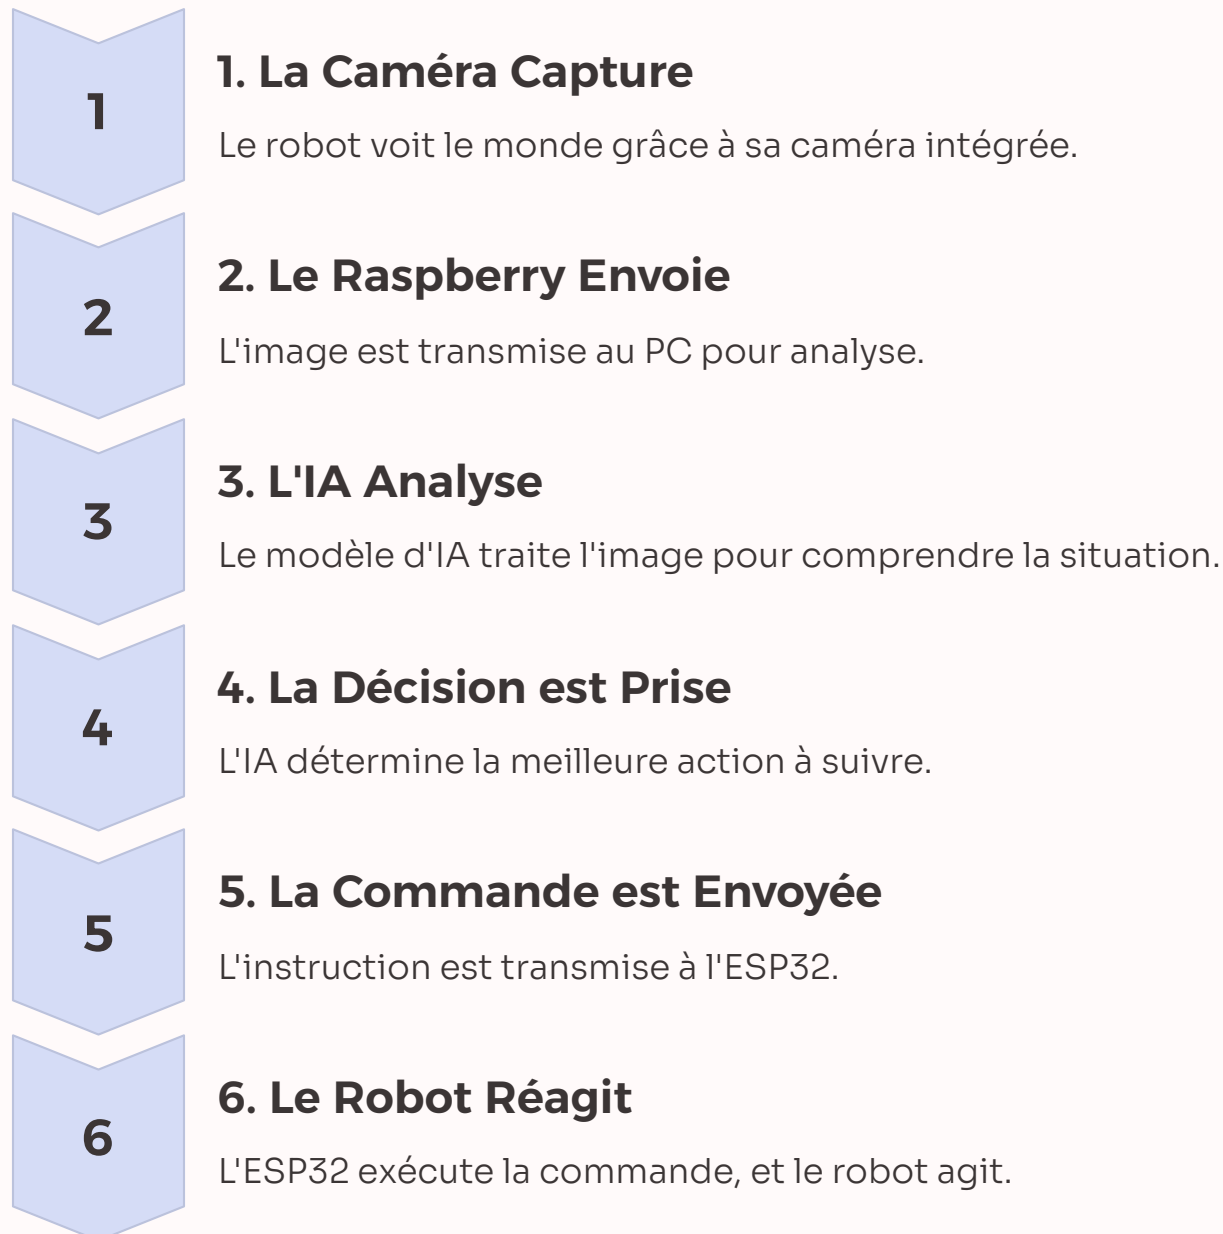 1
1. La Caméra Capture
Le robot voit le monde grâce à sa caméra intégrée.
2
2. Le Raspberry Envoie
L'image est transmise au PC pour analyse.
3
3. L'IA Analyse
Le modèle d'IA traite l'image pour comprendre la situation.
4
4. La Décision est Prise
L'IA détermine la meilleure action à suivre.
5
5. La Commande est Envoyée
L'instruction est transmise à l'ESP32.
6
6. Le Robot Réagit
L'ESP32 exécute la commande, et le robot agit.